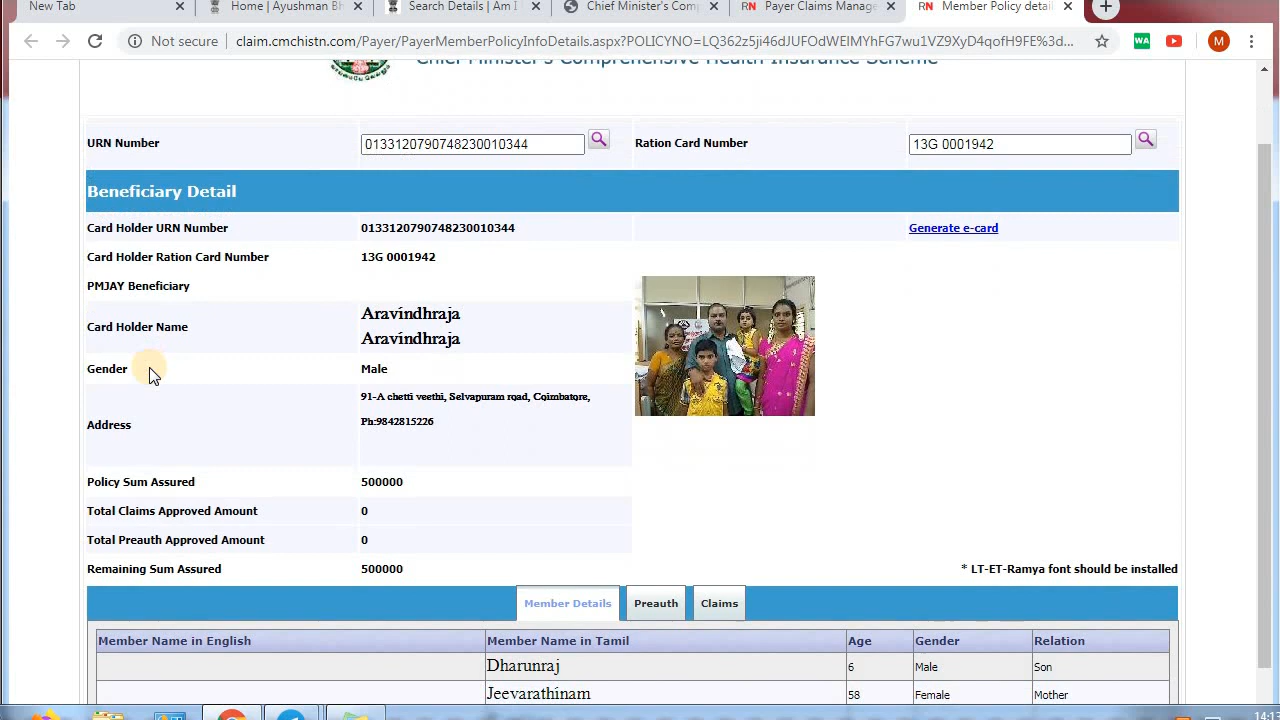 New Tab
Home | Ayushman Bh
Search Details | Am I
Chief Minister's Comp
RN Payer Claims Manage
RN Member Policy detai
Not secure claim.cmchistn.com/Payer/PayerMemberPolicyInfoDetails.aspx?POLICYNO=LQ362z5ji46dJUFOdWEIMYhFG7wu1VZ9XyD4qofH9FE%3d... WA M
Chief Minister's Comprehensive Health Insurance Scheme
URN Number 0133120790748230010344 Ration Card Number 13G 0001942
Beneficiary Detail
Card Holder URN Number 0133120790748230010344 Generate e-card
Card Holder Ration Card Number 13G 0001942
PMJAY Beneficiary
Card Holder Name Aravindhraja
Aravindhraja
Gender Male
Address 91-A chetti veethi, Selvapuram road, Coimbatore,
Ph:9842815226
Policy Sum Assured 500000
Total Claims Approved Amount 0
Total Preauth Approved Amount 0
Remaining Sum Assured 500000 * LT-ET-Ramya font should be installed
Member Details Preauth Claims
Member Name in English Member Name in Tamil Age Gender Relation
Dharunraj 6 Male Son
Jeevarathinam 58 Female Mother